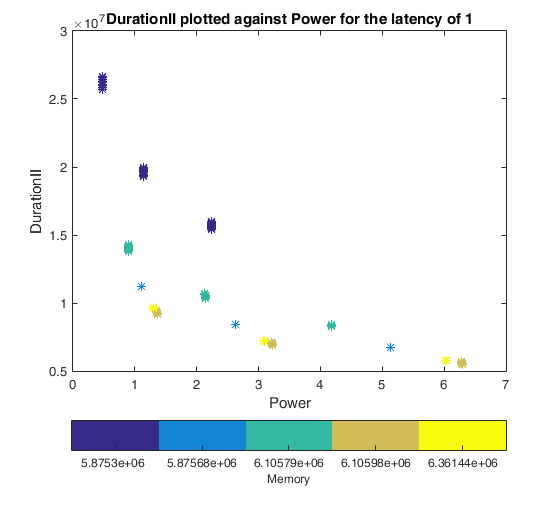 ×10⁷ DurationII plotted against Power for the latency of 1
3
2.5
2
1.5
1
0.5
DurationII
0 1 2 3 4 5 6 7
Power
5.8753e+06 5.87568e+06 6.10579e+06 6.10598e+06 6.36144e+06
Memory